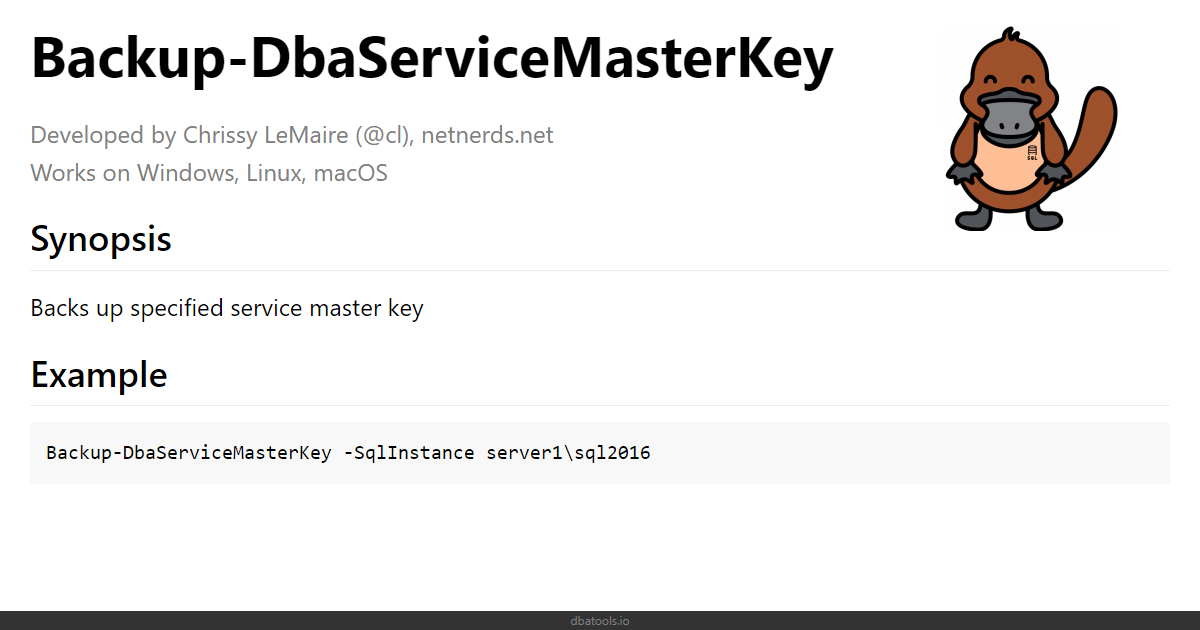 Backup-DbaServiceMasterKey
Developed by Chrissy LeMaire (@cl), netnerds.net
Works on Windows, Linux, macOS
SQL
Synopsis
Backs up specified service master key
Example
Backup-DbaServiceMasterKey -SqlInstance server1\sql2016
dbatools.io